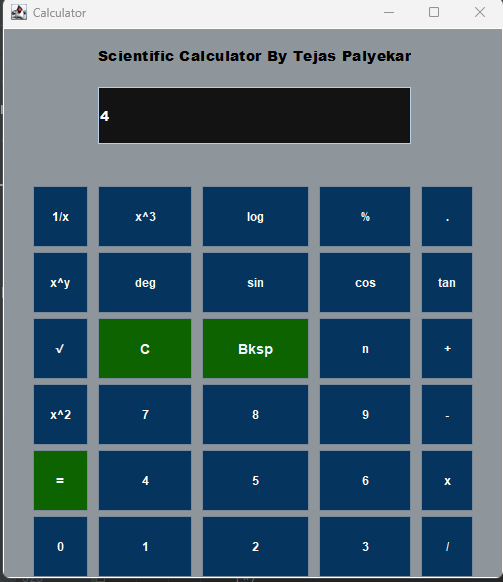 Calculator
Scientific Calculator By Tejas Palyekar
4
1/x x^3 log % .
x^y deg sin cos tan
√ C Bksp n +
x^2 7 8 9 -
= 4 5 6 x
0 1 2 3 /